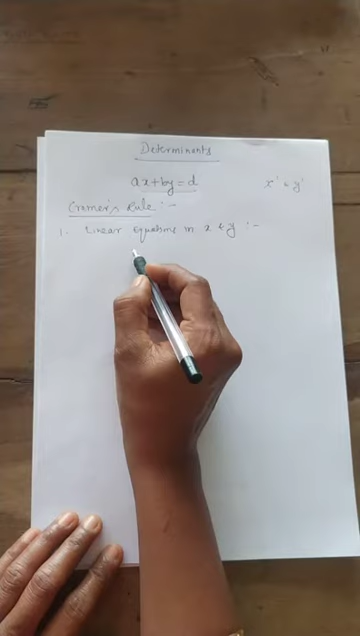 Determinants
ax+by=d x' & y'
Cramer's Rule :-
1. Linear Equations in x & y :-